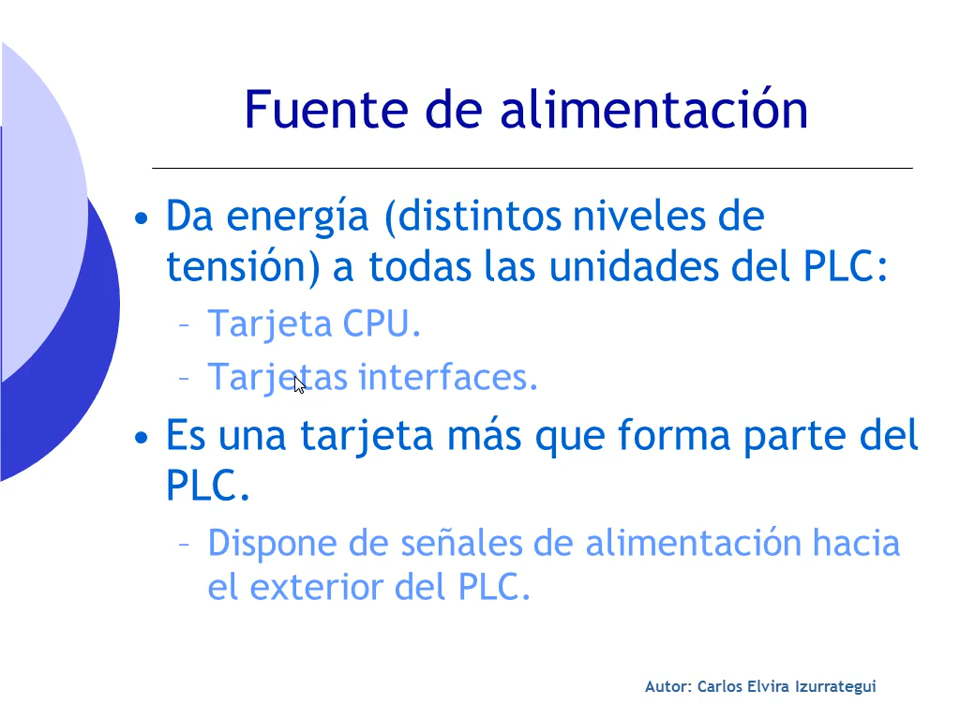 Fuente de alimentación
• Da energía (distintos niveles de
tensión) a todas las unidades del PLC:
– Tarjeta CPU.
– Tarjetas interfaces.
• Es una tarjeta más que forma parte del
PLC.
– Dispone de señales de alimentación hacia
el exterior del PLC.
Autor: Carlos Elvira Izurrategui